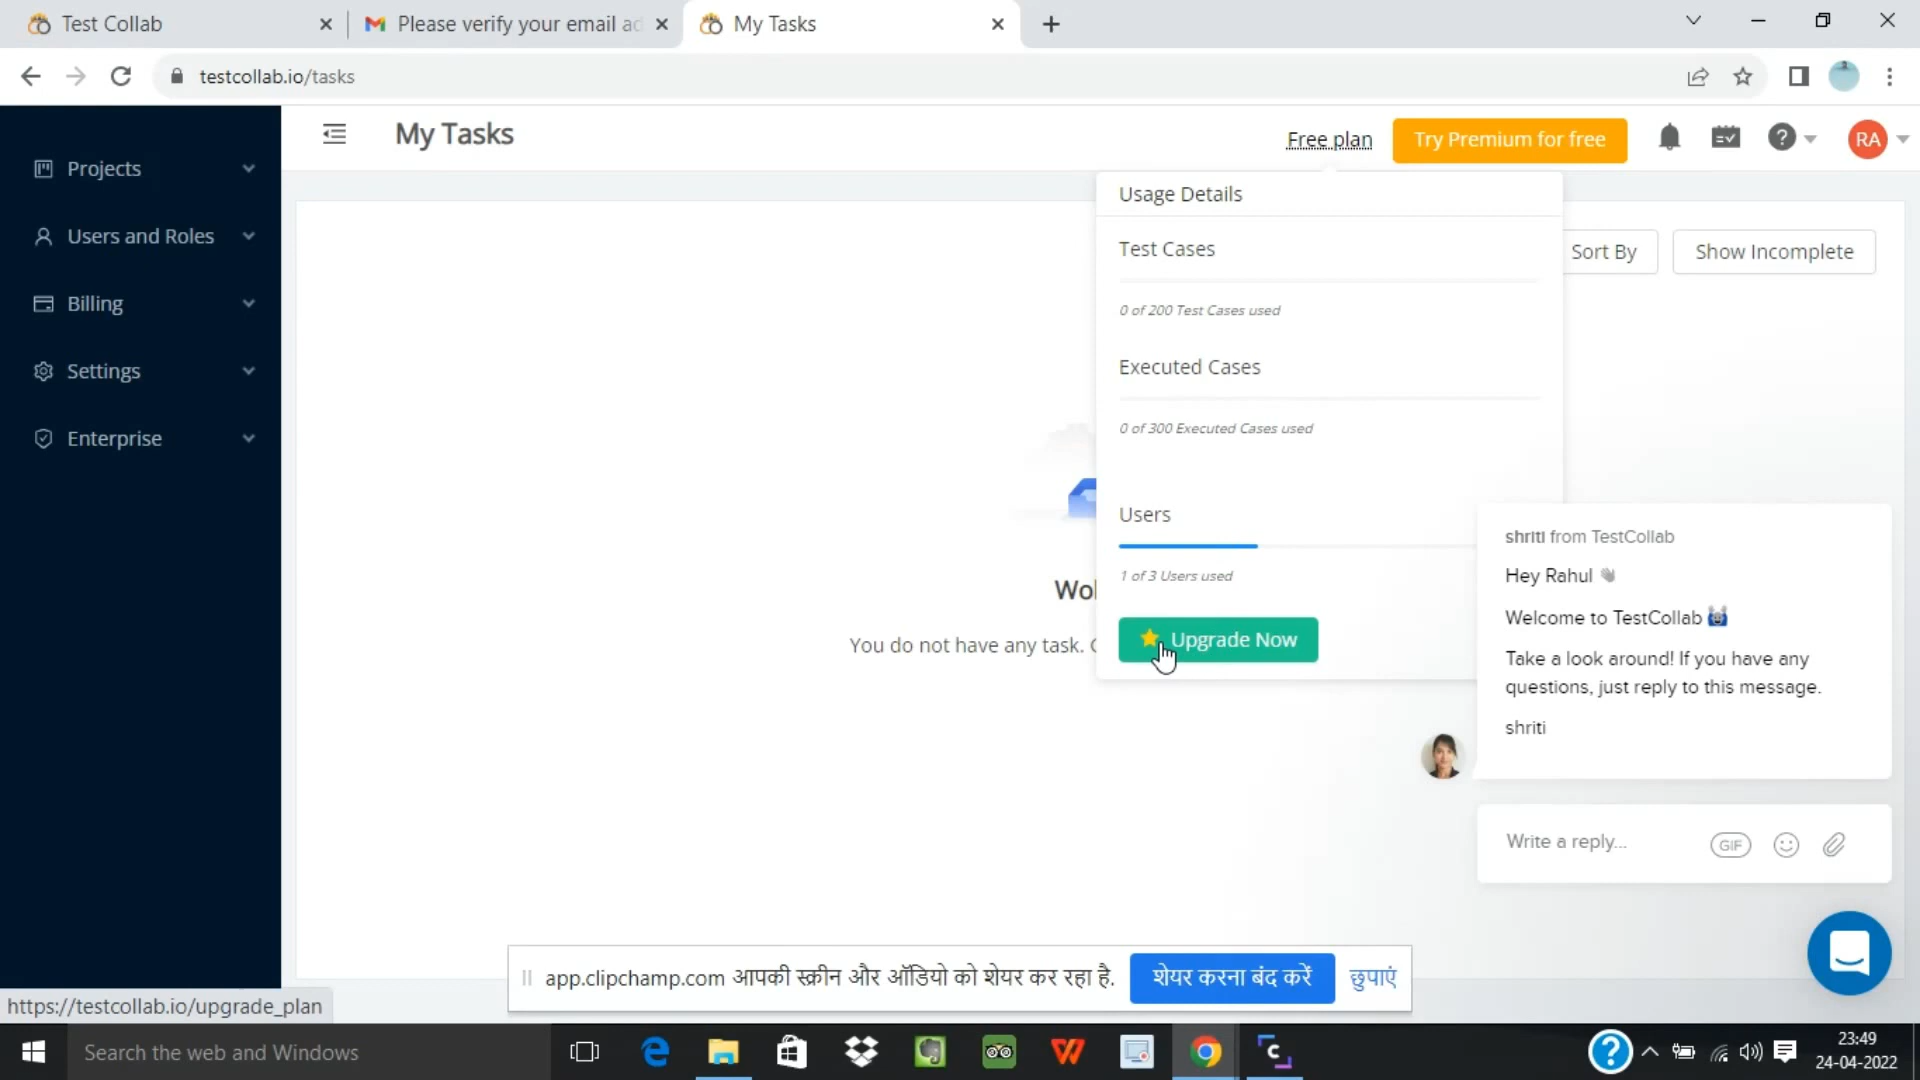 Test Collab
Please verify your email ad
My Tasks
testcollab.io/tasks
My Tasks
Free plan
Try Premium for free
RA
Projects
Users and Roles
Billing
Settings
Enterprise
Usage Details
Test Cases
0 of 200 Test Cases used
Executed Cases
0 of 300 Executed Cases used
Users
1 of 3 Users used
Upgrade Now
Sort By
Show Incomplete
You do not have any task.
shriti from TestCollab
Hey Rahul 👋
Welcome to TestCollab 🙌
Take a look around! If you have any
questions, just reply to this message.
shriti
Write a reply...
GIF
app.clipchamp.com आपकी स्क्रीन और ऑडियो को शेयर कर रहा है.
शेयर करना बंद करें
छुपाएं
https://testcollab.io/upgrade_plan
Search the web and Windows
23:49
24-04-2022